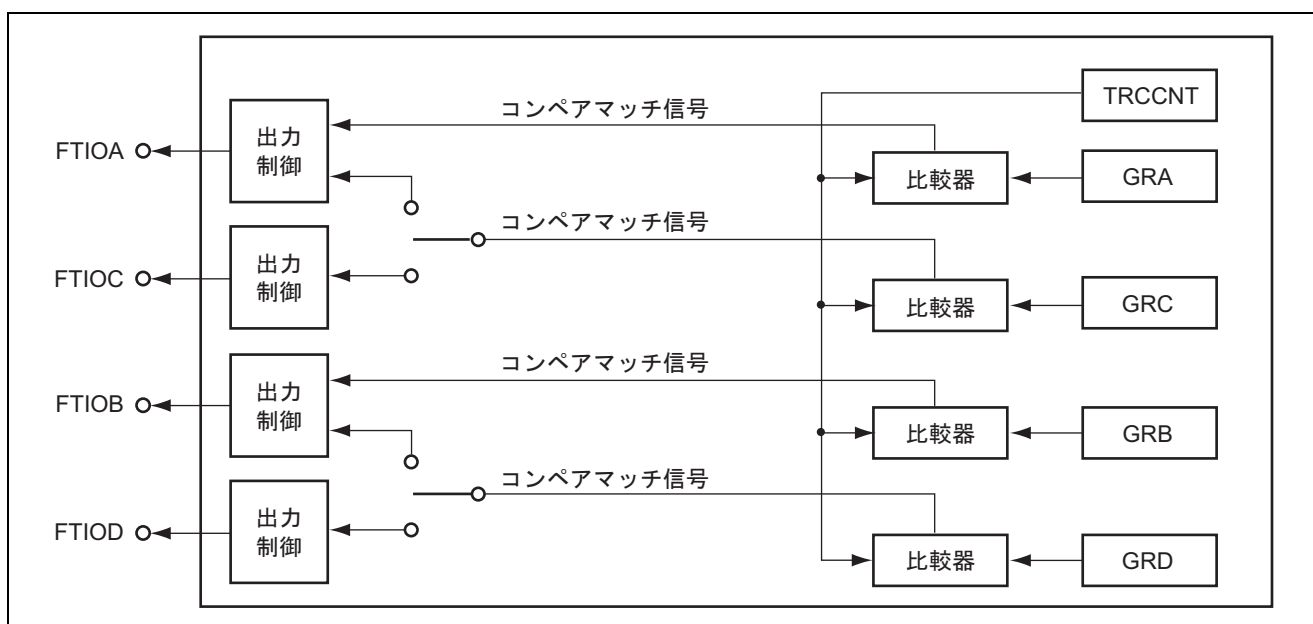 TRCCNT
コンペアマッチ信号
FTIOA
出力
制御
比較器
GRA
コンペアマッチ信号
FTIOC
出力
制御
比較器
GRC
コンペアマッチ信号
FTIOB
出力
制御
比較器
GRB
コンペアマッチ信号
FTIOD
出力
制御
比較器
GRD